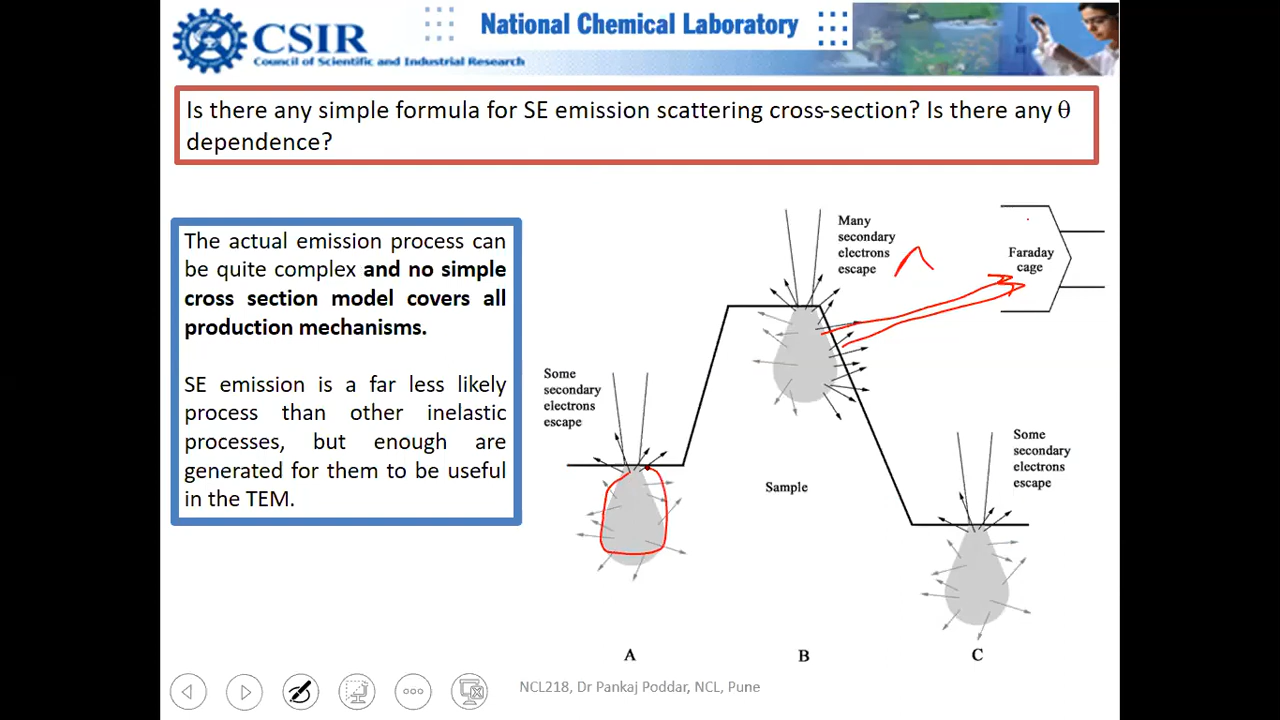 CSIR
Council of Scientific and Industrial Research
National Chemical Laboratory
Is there any simple formula for SE emission scattering cross-section? Is there any θ
dependence?
The actual emission process can
be quite complex and no simple
cross section model covers all
production mechanisms.
SE emission is a far less likely
process than other inelastic
processes, but enough are
generated for them to be useful
in the TEM.
Many
secondary
electrons
escape
Faraday
cage
Some
secondary
electrons
escape
Some
secondary
electrons
escape
Sample
A
B
C
NCL218, Dr Pankaj Poddar, NCL, Pune